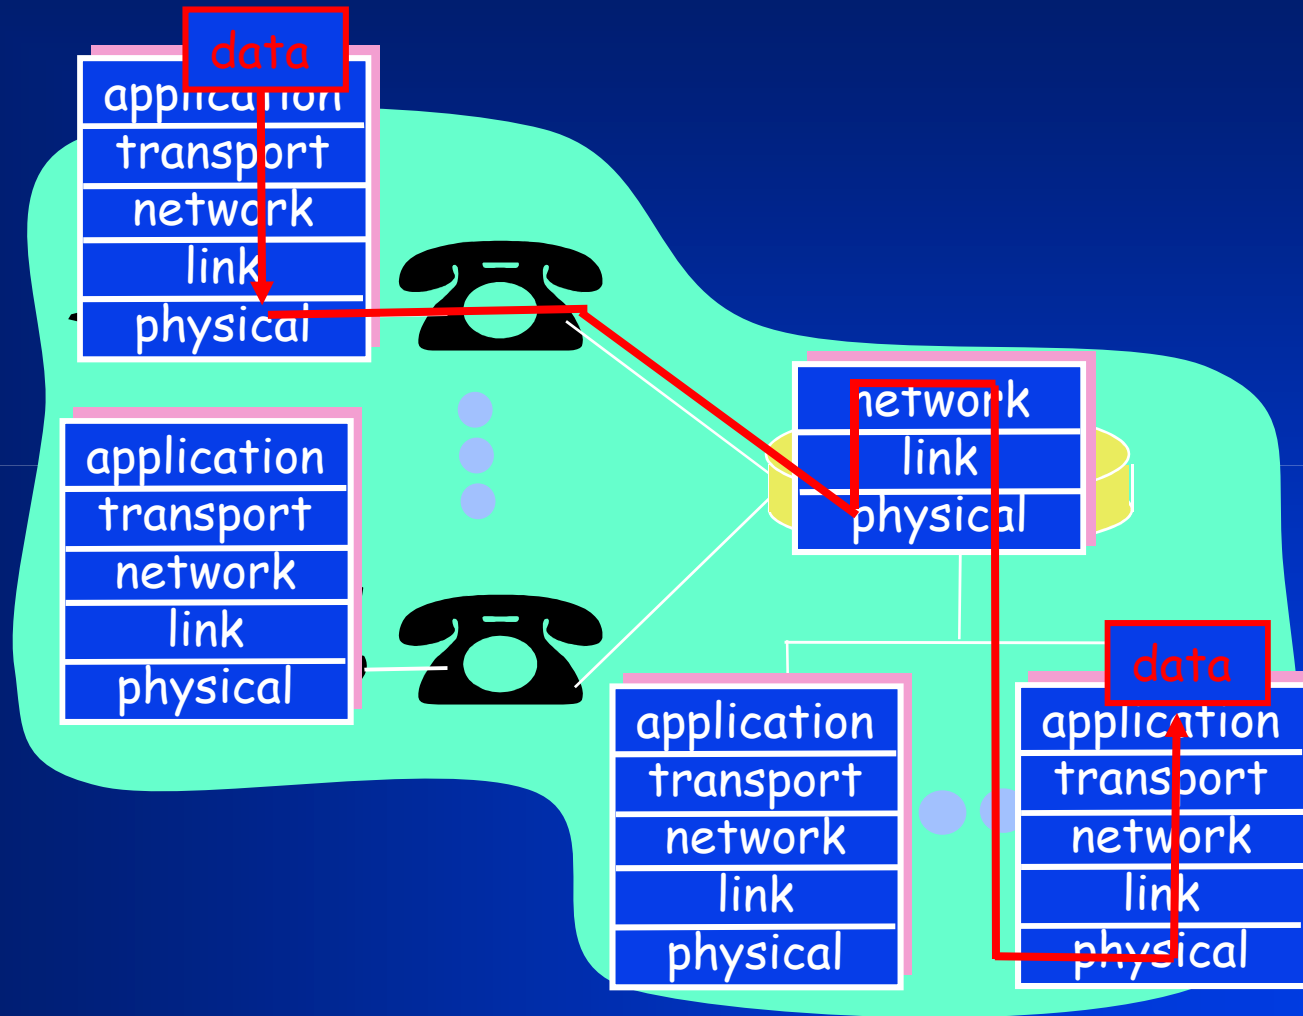 data
application
transport
network
link
physical
application
transport
network
link
physical
network
link
physical
application
transport
network
link
physical
data
application
transport
network
link
physical